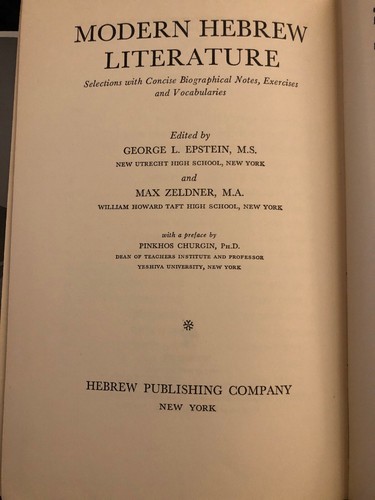 MODERN HEBREW
LITERATURE
Selections with Concise Biographical Notes, Exercises
and Vocabularies
Edited by
GEORGE L. EPSTEIN, M.S.
NEW UTRECHT HIGH SCHOOL, NEW YORK
and
MAX ZELDNER, M.A.
WILLIAM HOWARD TAFT HIGH SCHOOL, NEW YORK
with a preface by
PINKHOS CHURGIN, PH.D.
DEAN OF TEACHERS INSTITUTE AND PROFESSOR
YESHIVA UNIVERSITY, NEW YORK
HEBREW PUBLISHING COMPANY
NEW YORK